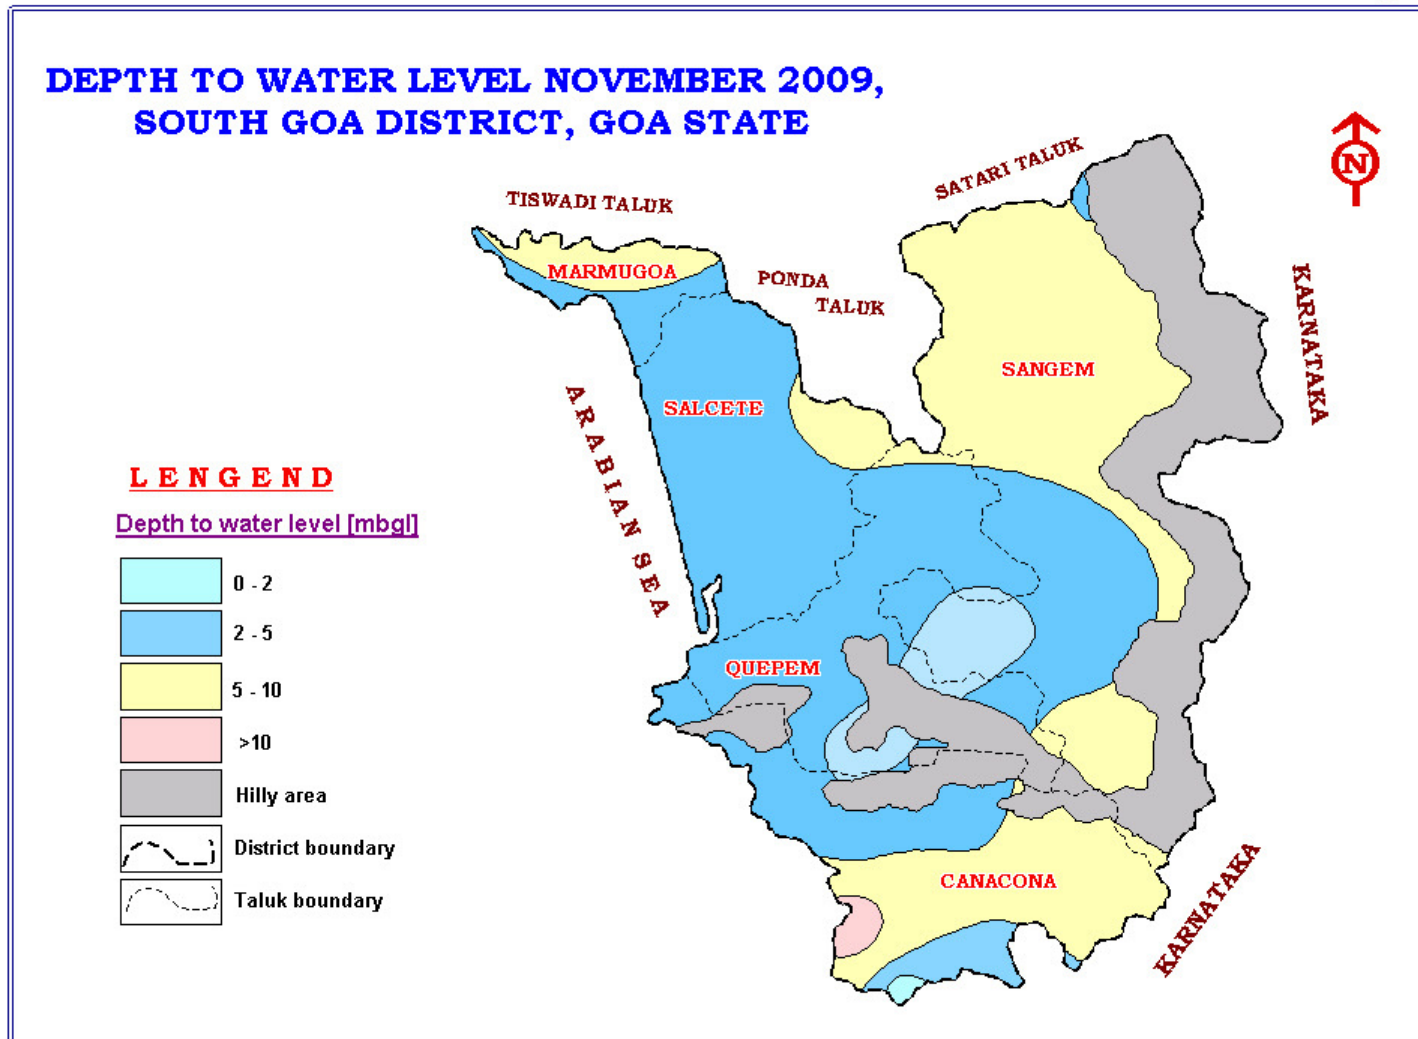 DEPTH TO WATER LEVEL NOVEMBER 2009,
SOUTH GOA DISTRICT, GOA STATE
N
TISWADI TALUK
SATARI TALUK
MARMUGOA
PONDA
TALUK
KARNATAKA
SANGEM
SALCETE
ARABIAN SEA
QUEPEM
CANACONA
KARNATAKA
LENGEND
Depth to water level [mbgl]
0 - 2
2 - 5
5 - 10
>10
Hilly area
District boundary
Taluk boundary